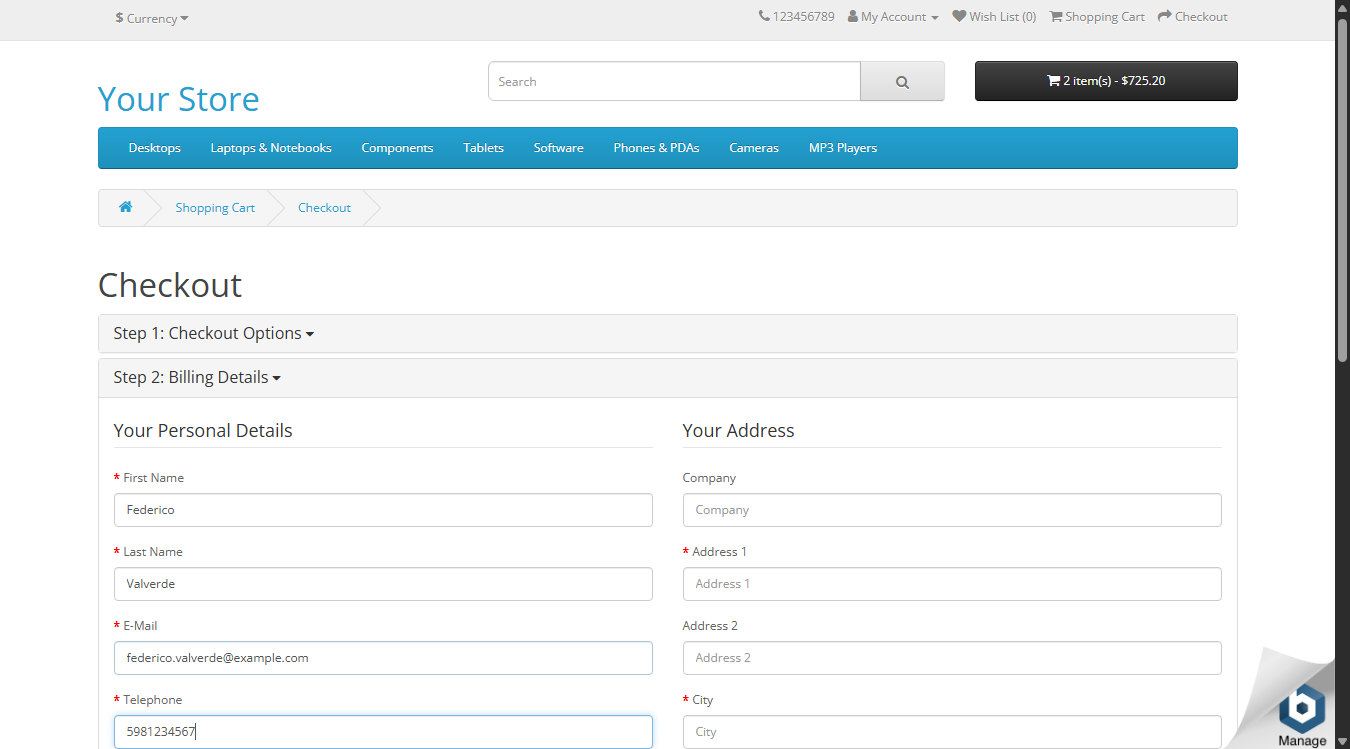 $ Currency
123456789 My Account Wish List (0) Shopping Cart Checkout
Your Store
Search
2 item(s) - $725.20
Desktops Laptops & Notebooks Components Tablets Software Phones & PDAs Cameras MP3 Players
Shopping Cart Checkout
Checkout
Step 1: Checkout Options
Step 2: Billing Details
Your Personal Details
* First Name
Federico
* Last Name
Valverde
* E-Mail
federico.valverde@example.com
* Telephone
5981234567
Your Address
Company
Company
* Address 1
Address 1
Address 2
Address 2
* City
City
b
Manage